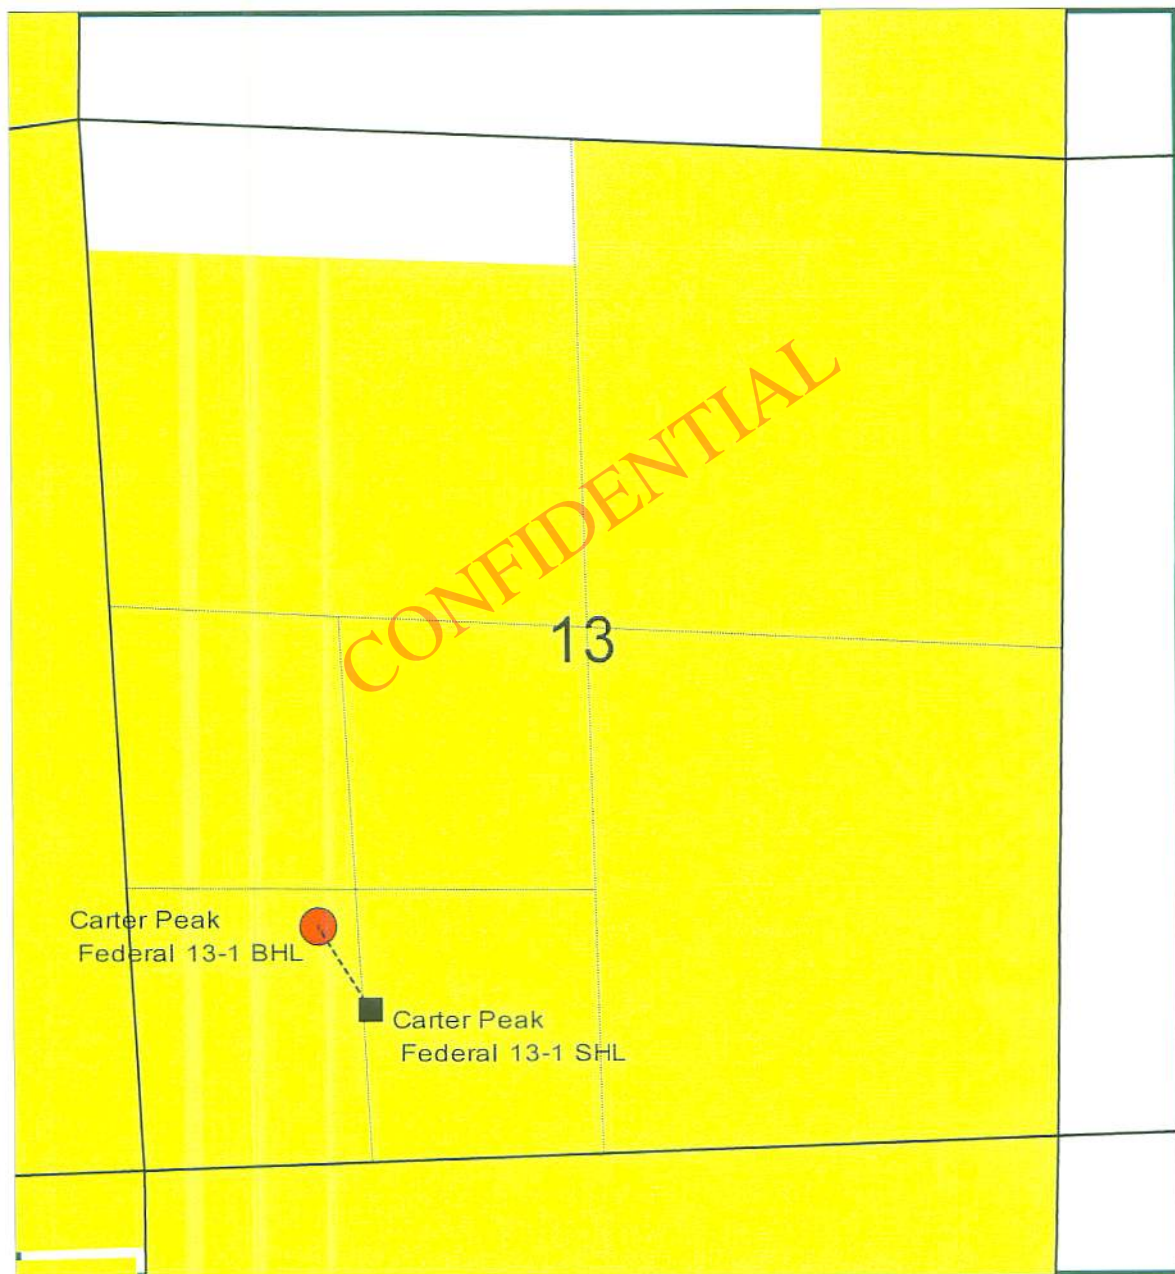 CONFIDENTIAL
13
Carter Peak
Federal 13-1 BHL
Carter Peak
Federal 13-1 SHL